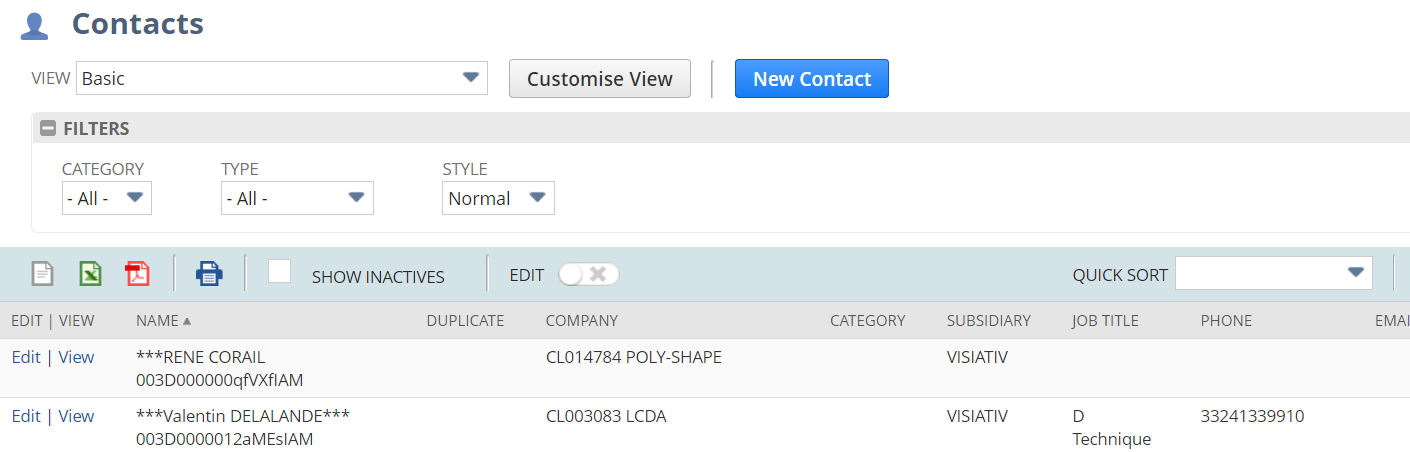 Contacts
VIEW Basic Customise View New Contact
FILTERS
CATEGORY TYPE STYLE
- All - - All - Normal
SHOW INACTIVES EDIT QUICK SORT
EDIT | VIEW NAME DUPLICATE COMPANY CATEGORY SUBSIDIARY JOB TITLE PHONE EMAI
Edit | View ***RENE CORAIL CL014784 POLY-SHAPE VISIATIV
003D000000qfVXfIAM
Edit | View ***Valentin DELALANDE*** CL003083 LCDA VISIATIV D 33241339910
003D0000012aMEsIAM Technique